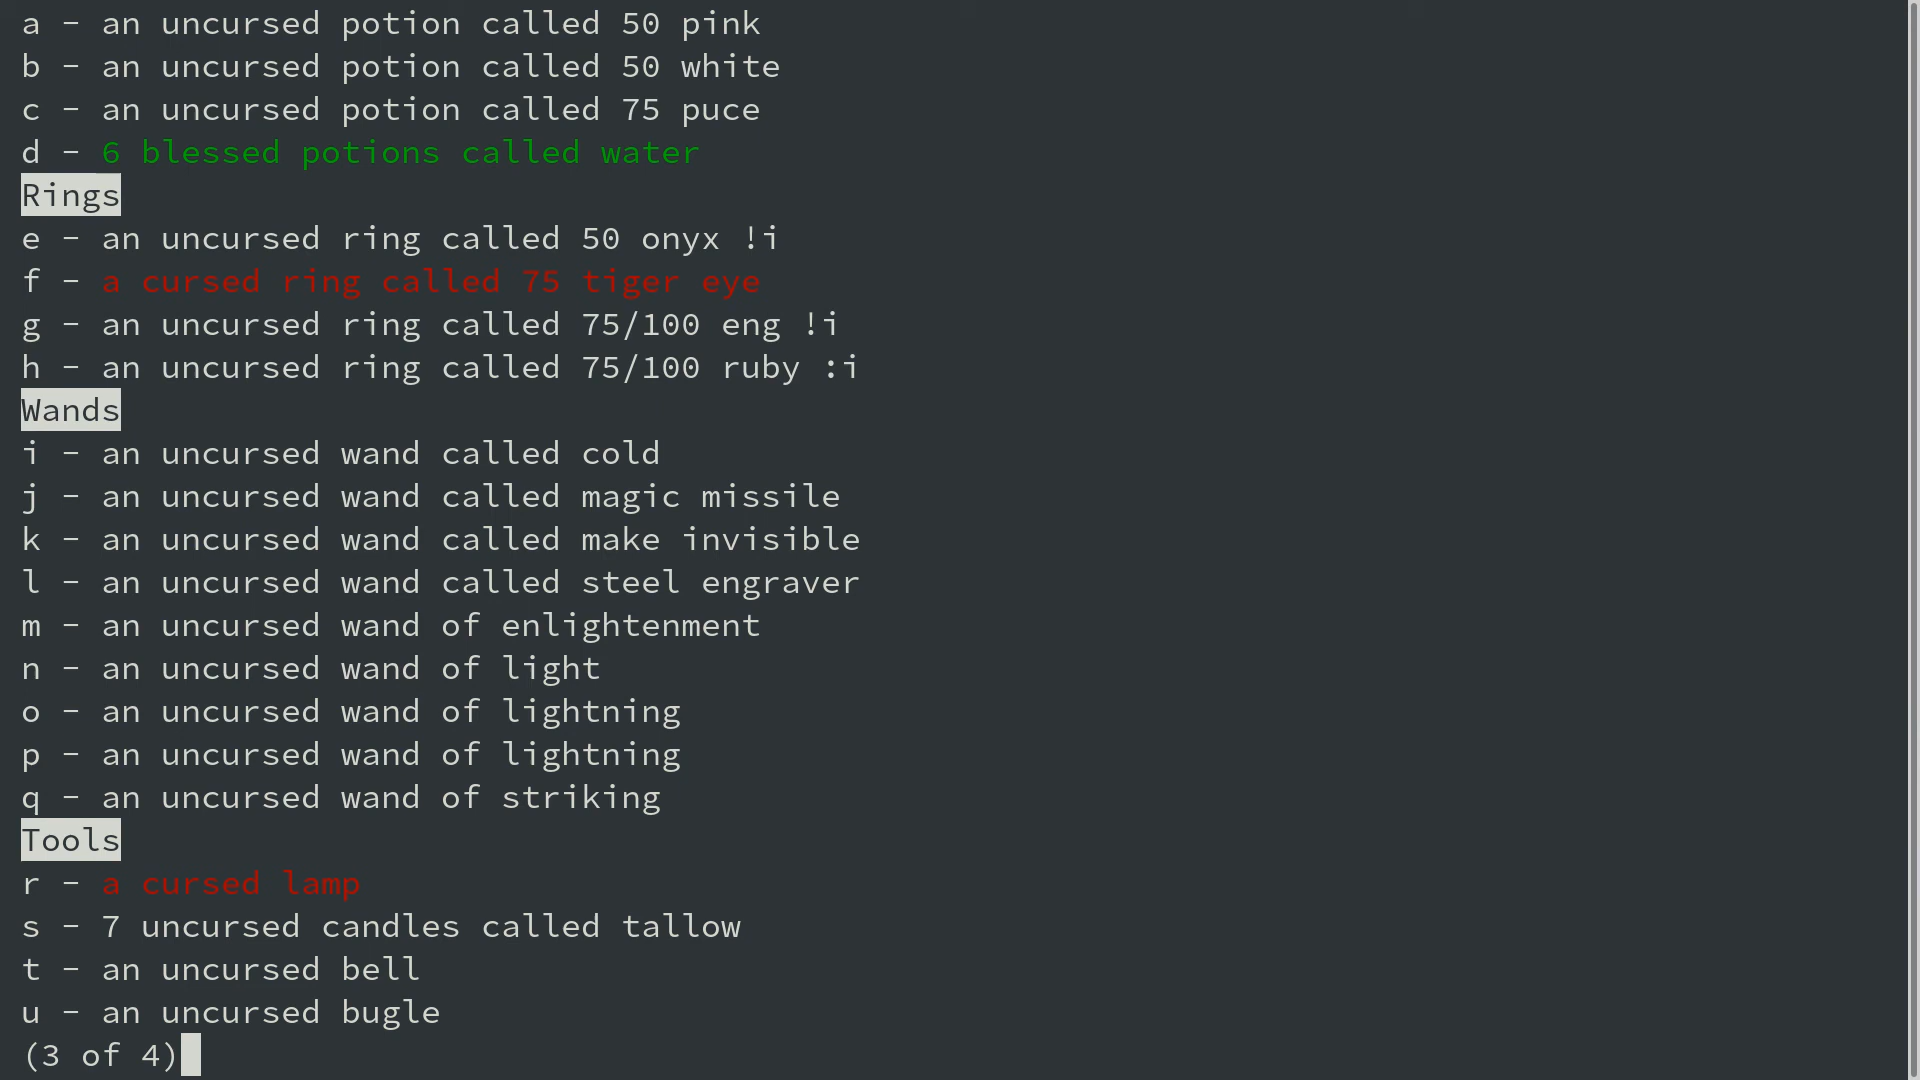 a - an uncursed potion called 50 pink
b - an uncursed potion called 50 white
c - an uncursed potion called 75 puce
d - 6 blessed potions called water
Rings
e - an uncursed ring called 50 onyx !i
f - a cursed ring called 75 tiger eye
g - an uncursed ring called 75/100 eng !i
h - an uncursed ring called 75/100 ruby :i
Wands
i - an uncursed wand called cold
j - an uncursed wand called magic missile
k - an uncursed wand called make invisible
l - an uncursed wand called steel engraver
m - an uncursed wand of enlightenment
n - an uncursed wand of light
o - an uncursed wand of lightning
p - an uncursed wand of lightning
q - an uncursed wand of striking
Tools
r - a cursed lamp
s - 7 uncursed candles called tallow
t - an uncursed bell
u - an uncursed bugle
(3 of 4)